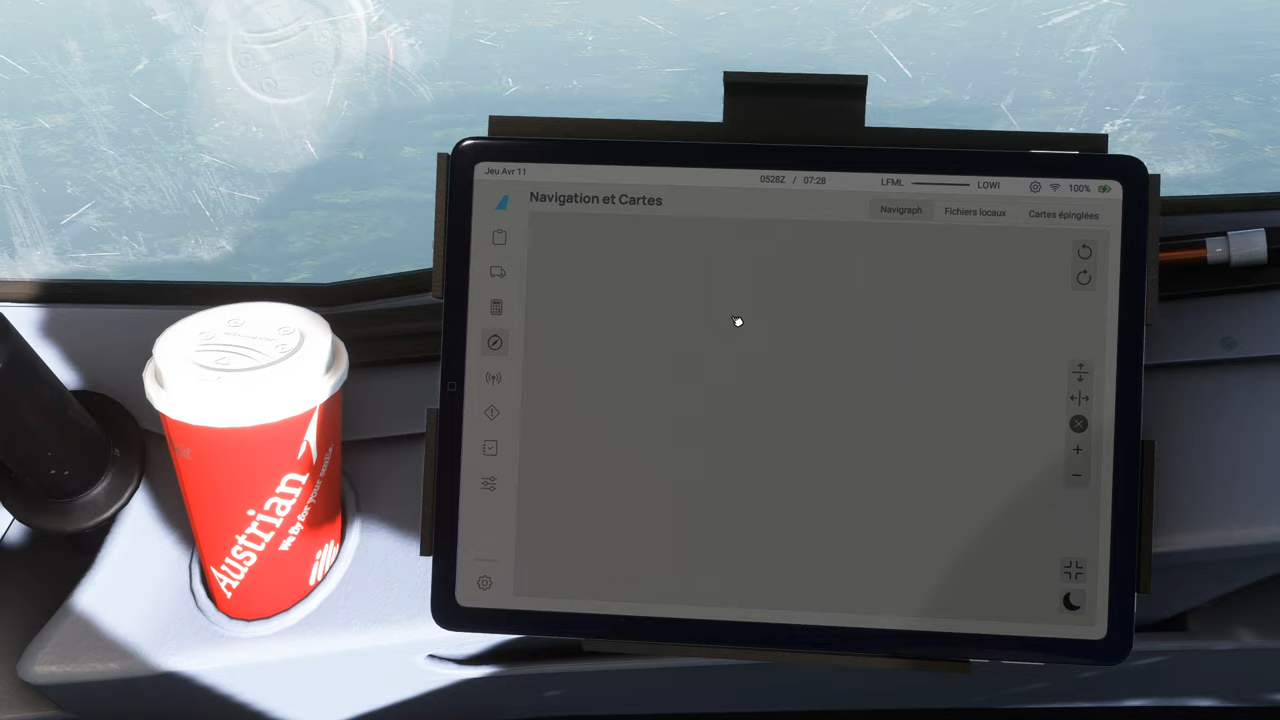 Jeu Avr 11
0528Z / 07:28
LFML
LOWI
100%
Navigation et Cartes
Navigraph
Fichiers locaux
Cartes épinglées
Austrian
We fly for your smile.